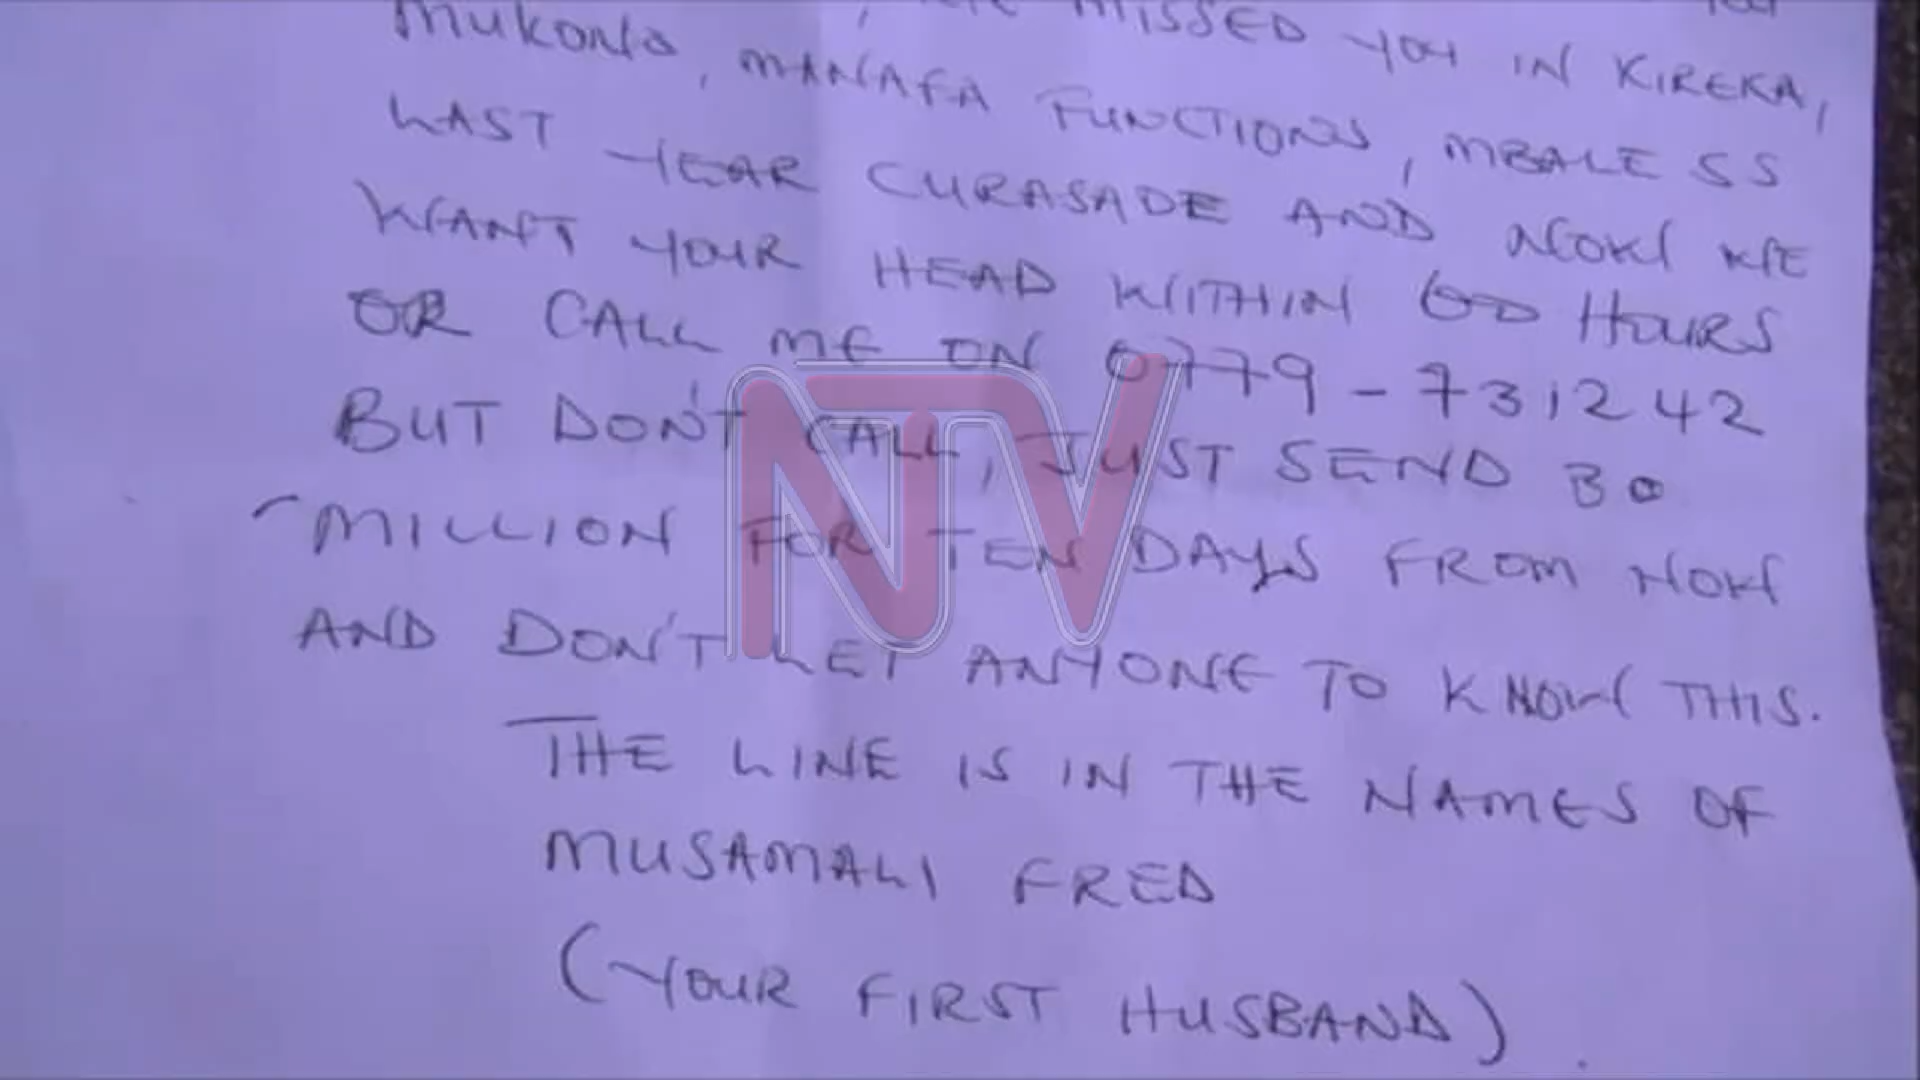 MISSED YOU IN KIREKA,
MUKONO, MANAFA FUNCTIONS, MBALE SS
LAST YEAR CURASADE AND NOW WE
WANT YOUR HEAD WITHIN 60 HOURS
OR CALL ME ON 0779-731242
BUT DON'T CALL, JUST SEND 30
MILLION FOR TEN DAYS FROM NOW
AND DON'T LET ANYONE TO KNOW THIS.
THE LINE IS IN THE NAMES OF
MUSAMALI FRED
(YOUR FIRST HUSBAND)
NTV